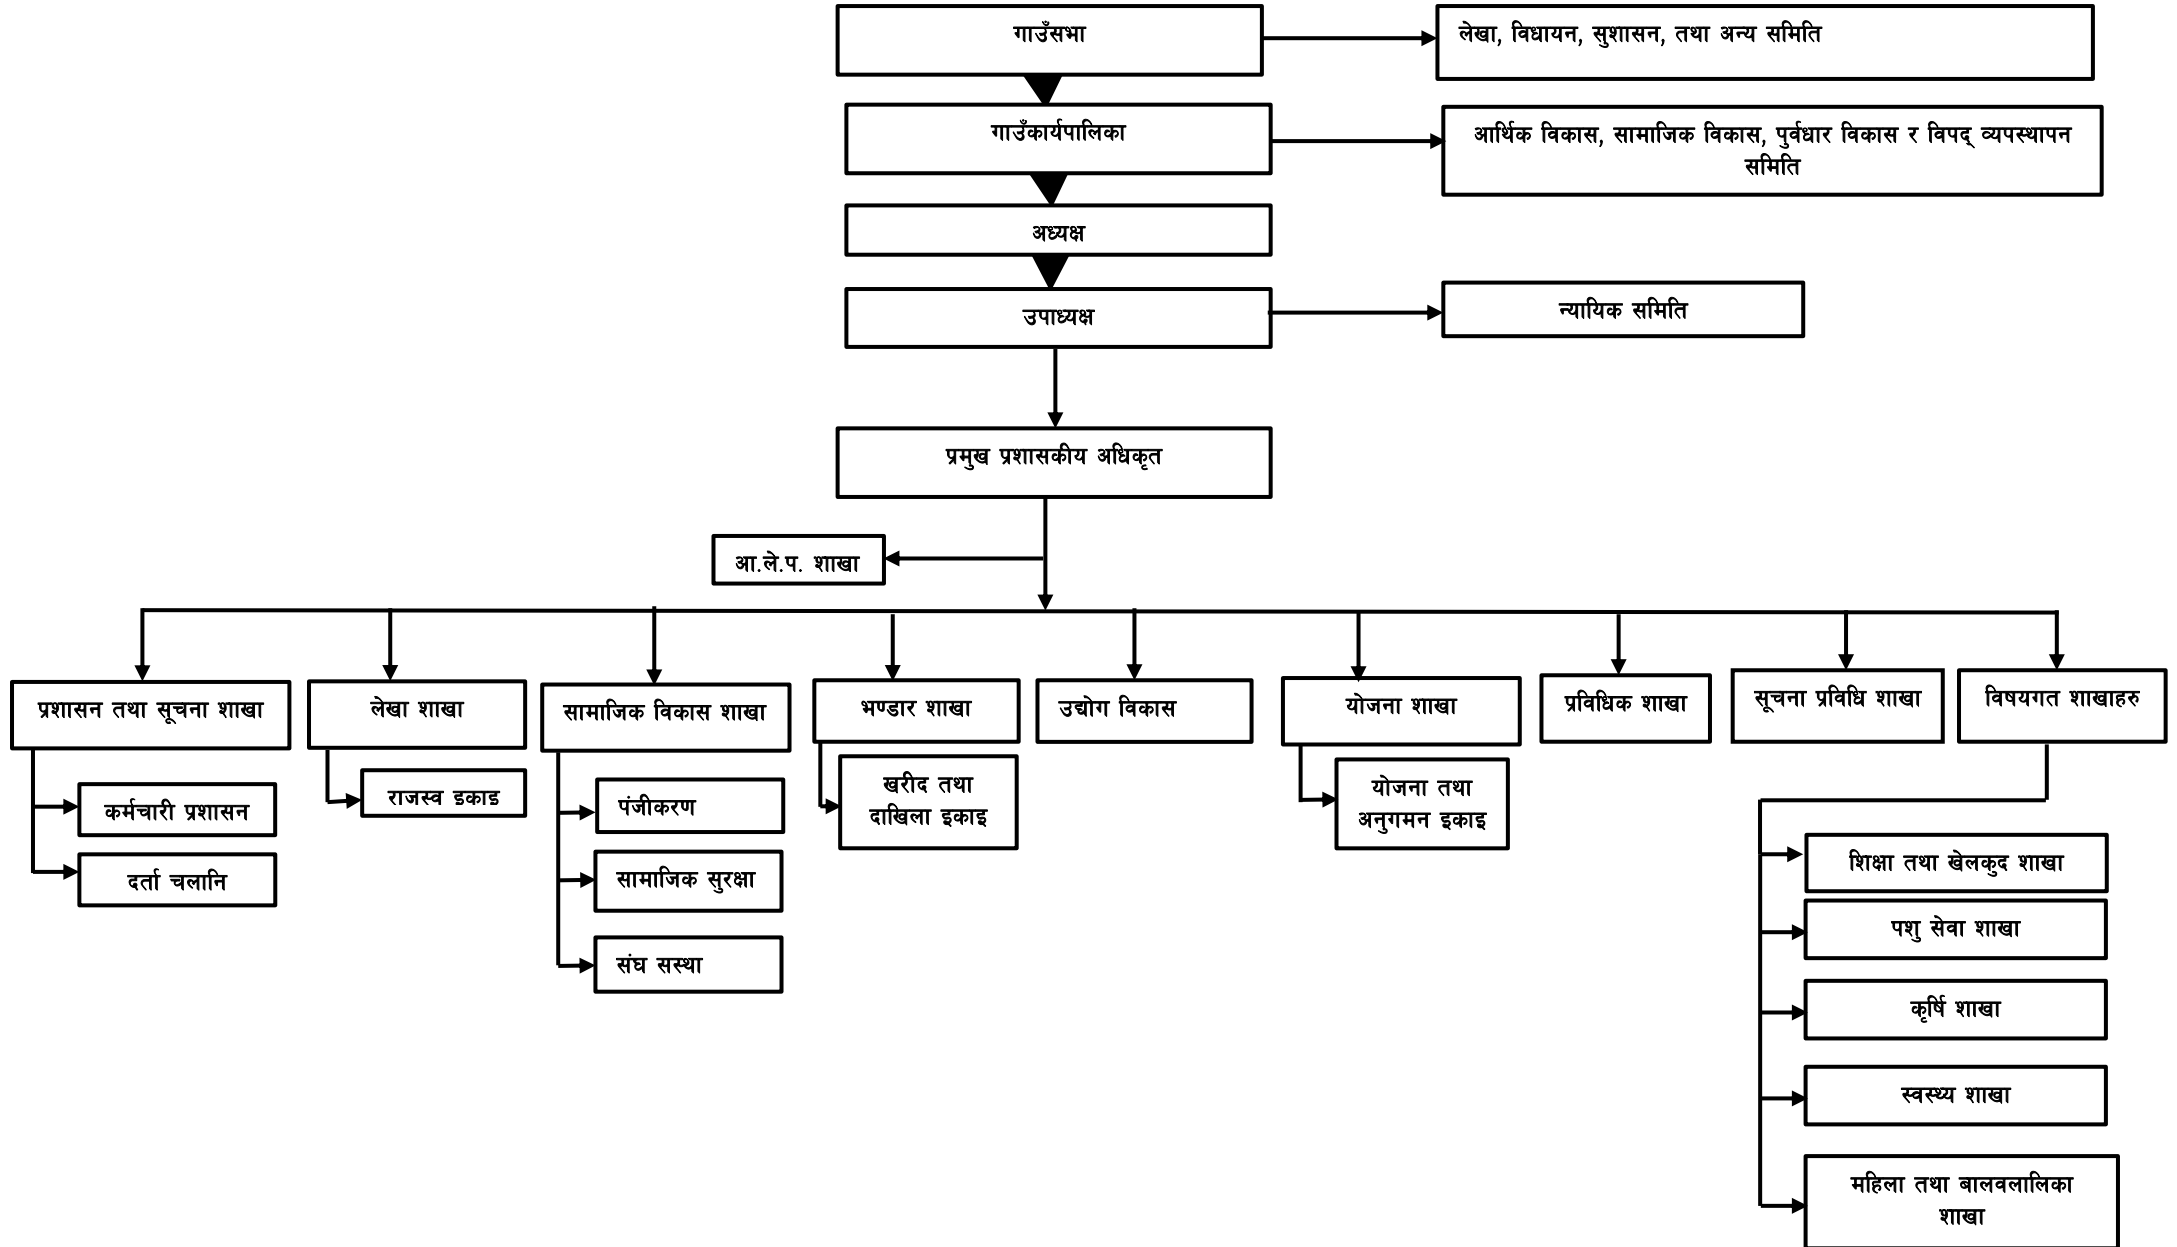 गाउँसभा
लेखा, विधायन, सुशासन, तथा अन्य समिति
गाउँकार्यपालिका
आर्थिक विकास, सामाजिक विकास, पुर्वधार विकास र विपद् व्यपस्थापन
समिति
अध्यक्ष
उपाध्यक्ष
न्यायिक समिति
प्रमुख प्रशासकीय अधिकृत
आ.ले.प. शाखा
प्रशासन तथा सूचना शाखा
लेखा शाखा
सामाजिक विकास शाखा
भण्डार शाखा
उद्योग विकास
योजना शाखा
प्रविधिक शाखा
सूचना प्रविधि शाखा
विषयगत शाखाहरु
कर्मचारी प्रशासन
दर्ता चलानि
राजस्व इकाइ
पंजीकरण
सामाजिक सुरक्षा
संघ सस्था
खरीद तथा
दाखिला इकाइ
योजना तथा
अनुगमन इकाइ
शिक्षा तथा खेलकुद शाखा
पशु सेवा शाखा
कृर्षि शाखा
स्वस्थ्य शाखा
महिला तथा बालवलालिका
शाखा